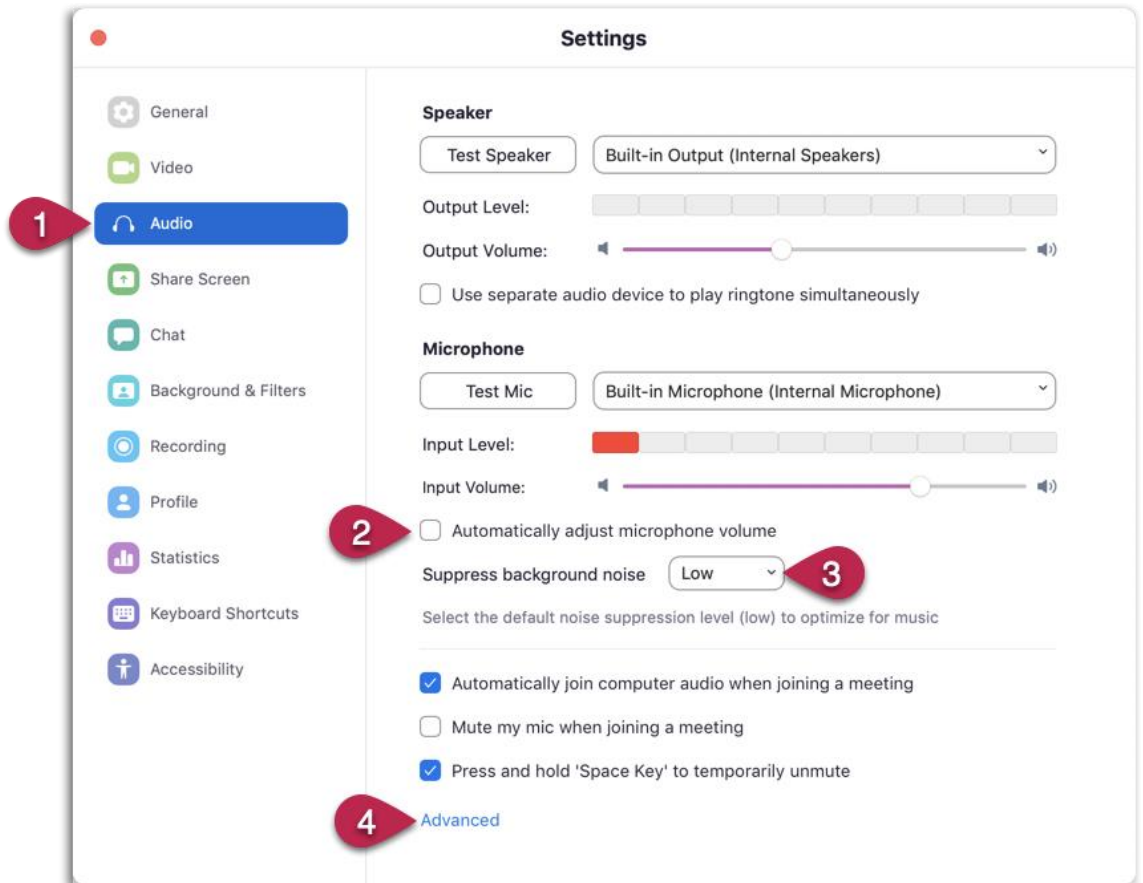 Settings
General
Video
1
Audio
Share Screen
Chat
Background & Filters
Recording
Profile
Statistics
Keyboard Shortcuts
Accessibility
Speaker
Test Speaker
Built-in Output (Internal Speakers)
Output Level:
Output Volume:
Use separate audio device to play ringtone simultaneously
Microphone
Test Mic
Built-in Microphone (Internal Microphone)
Input Level:
Input Volume:
2
Automatically adjust microphone volume
Suppress background noise
Low
3
Select the default noise suppression level (low) to optimize for music
Automatically join computer audio when joining a meeting
Mute my mic when joining a meeting
Press and hold 'Space Key' to temporarily unmute
4
Advanced